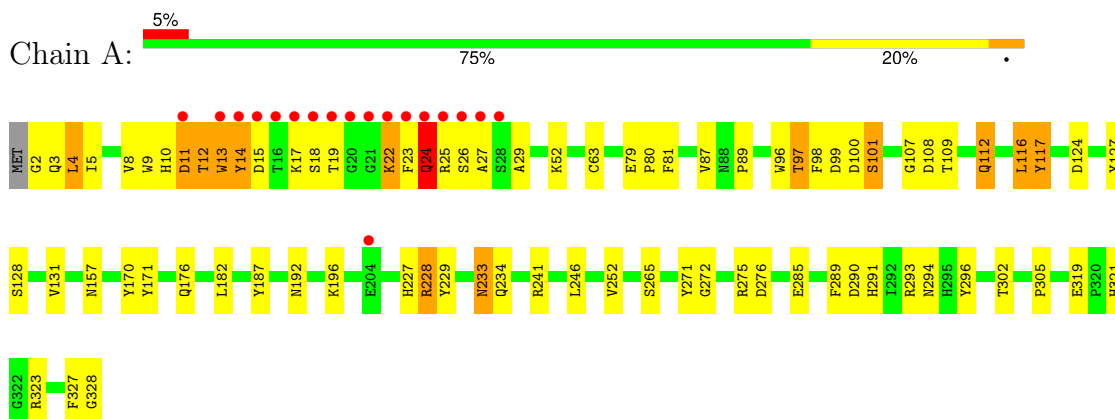 5%
Chain A:
75% 20% •
MET G2 Q3 L4 I5 V8 W9 H10 D11 T12 W13 Y14 D15 T16 K17 S18 T19 G20 G21 K22 F23 Q24 R25 S26 A27 S28 A29 K52 C63 E79 P80 F81 V87 N88 P89 W96 T97 F98 D99 D100 S101 G107 D108 T109 Q112 L116 Y117 D124 Y127
S128 V131 N157 Y170 Y171 Q176 L182 Y187 N192 K196 E204 H227 R228 Y229 N233 Q234 R241 L246 V252 S265 Y271 G272 R275 D276 E285 F289 D290 H291 I292 R293 N294 H295 Y296 T302 P305 E319 P320 H321
G322 R323 F327 G328